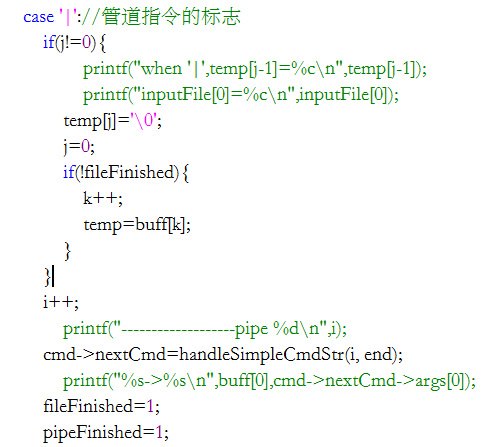 case '|'://管道指令的标志
if(j!=0){
printf("when '|',temp[j-1]=%c\n",temp[j-1]);
printf("inputFile[0]=%c\n",inputFile[0]);
temp[j]='\0';
j=0;
if(!fileFinished){
k++;
temp=buff[k];
}
}
i++;
printf("-------------------pipe %d\n",i);
cmd->nextCmd=handleSimpleCmdStr(i, end);
printf("%s->%s\n",buff[0],cmd->nextCmd->args[0]);
fileFinished=1;
pipeFinished=1;